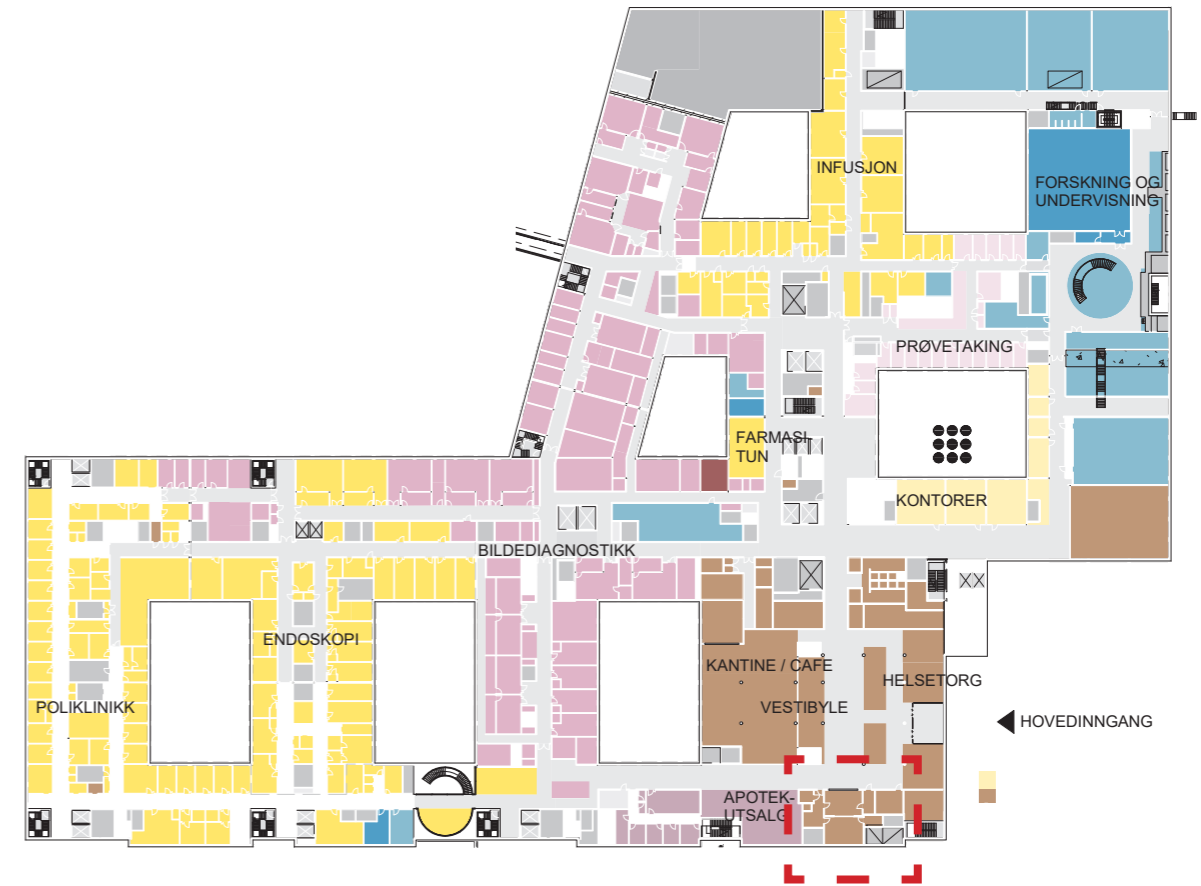 INFUSJON
FORSKNING OG
UNDERVISNING
PRØVETAKING
FARMASI-
TUN
KONTORER
BILDEDIAGNOSTIKK
ENDOSKOPI
KANTINE / CAFE
HELSETORG
POLIKLINIKK
VESTIBYLE
HOVEDINNGANG
APOTEK-
UTSALG